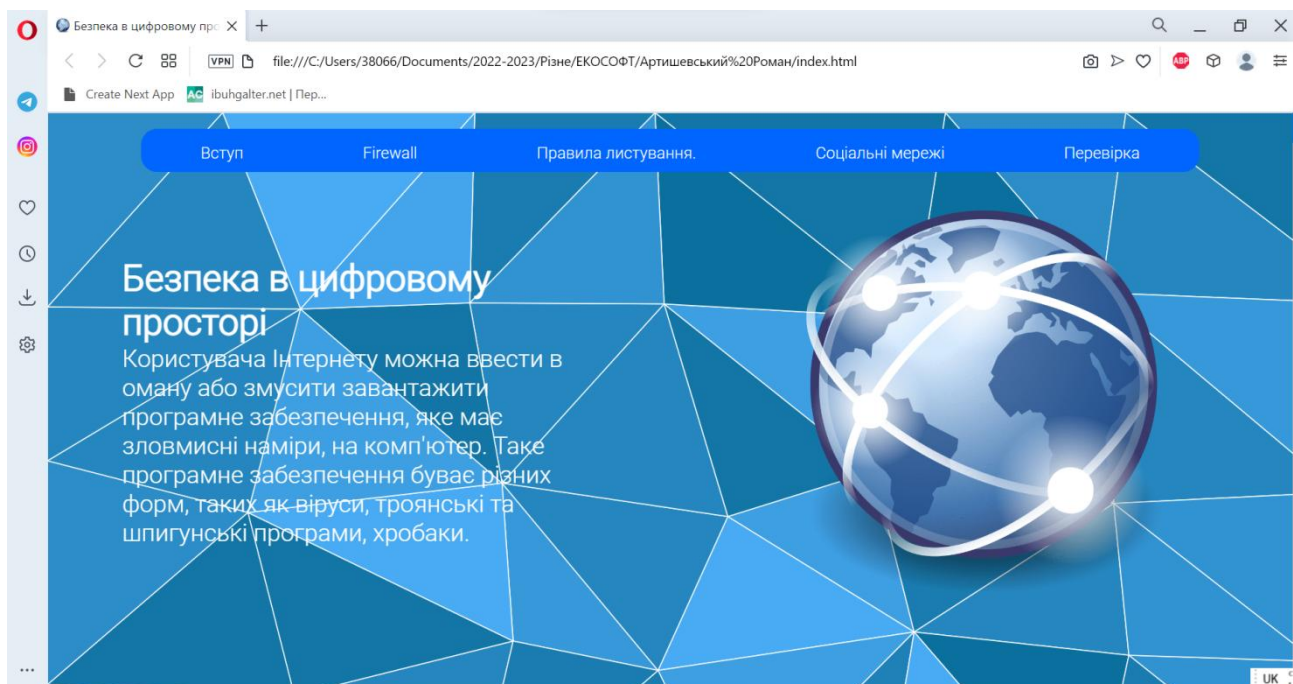 Безпека в цифровому про
VPN
file:///C:/Users/38066/Documents/2022-2023/Різне/ЕКОСОФТ/Артишевський%20Роман/index.html
ABP
Create Next App
AC ibuhgalter.net | Пер...
Вступ
Firewall
Правила листування.
Соціальні мережі
Перевірка
Безпека в цифровому
просторі
Користувача Інтернету можна ввести в
оману або змусити завантажити
програмне забезпечення, яке має
зловмисні наміри, на комп'ютер. Таке
програмне забезпечення буває різних
форм, таких як віруси, троянські та
шпигунські програми, хробаки.
UK